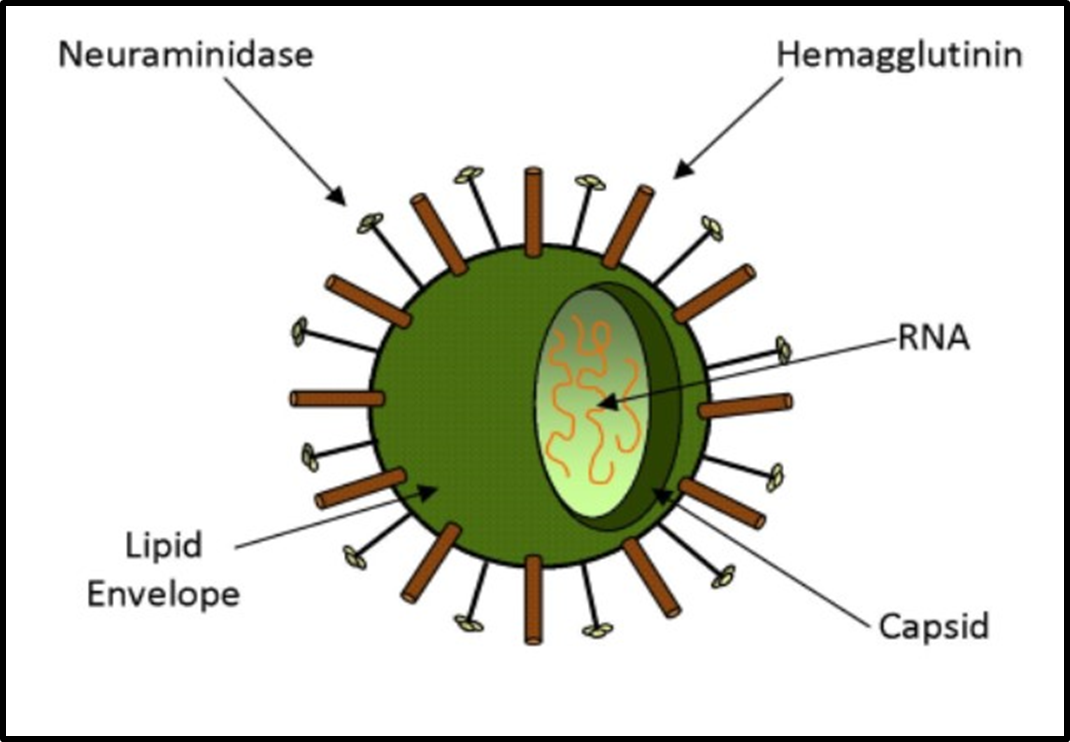 Neuraminidase
Hemagglutinin
RNA
Lipid
Envelope
Capsid